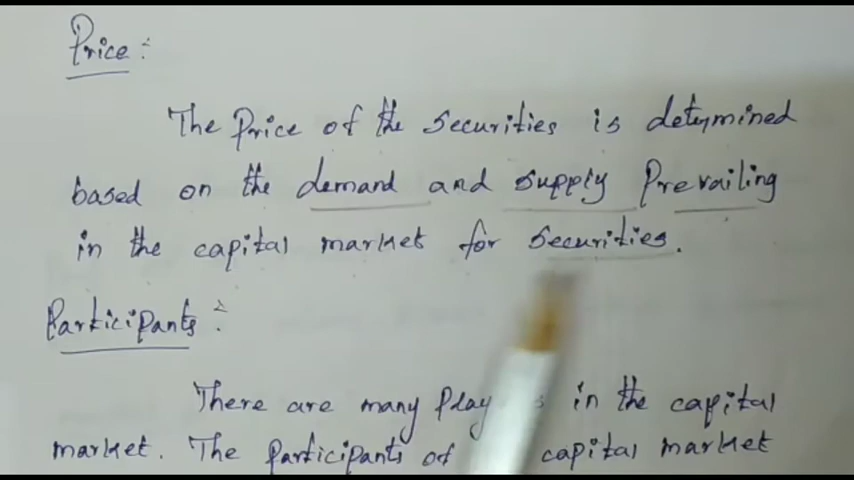 Price :
The Price of the Securities is determined
based on the demand and supply Prevailing
in the capital market for Securities.
Participants :
There are many in the capital
market. The Participants of capital market